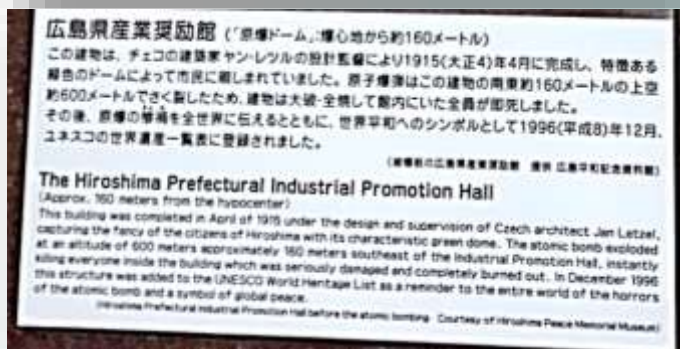 広島県産業奨励館 (「原爆ドーム」:爆心地から約160メートル)
この建物は、チェコの建築家 ヤン・レツルの設計監督により1915(大正4)年4月に完成し、特徴ある
緑色のドームによって市民に親しまれていました。原子爆弾はこの建物の南東約160メートルの上空
約600メートルでさく裂したため、建物は大破・全焼して館内にいた全員が即死しました。
その後、原爆の惨禍を全世界に伝えるとともに、世界平和へのシンボルとして1996(平成8)年12月、
ユネスコの世界遺産一覧表に登録されました。
(被爆前の広島県産業奨励館 提供 広島平和記念資料館)
The Hiroshima Prefectural Industrial Promotion Hall
(Approx. 160 meters from the hypocenter)
This building was completed in April of 1915 under the design and supervision of Czech architect Jan Letzel,
capturing the fancy of the citizens of Hiroshima with its characteristic green dome. The atomic bomb exploded
at an altitude of 600 meters approximately 160 meters southeast of the Industrial Promotion Hall, instantly
killing everyone inside the building which was seriously damaged and completely burned out. In December 1996
this structure was added to the UNESCO World Heritage List as a reminder to the entire world of the horrors
of the atomic bomb and a symbol of global peace.
(Hiroshima Prefectural Industrial Promotion Hall before the atomic bombing Courtesy of Hiroshima Peace Memorial Museum)